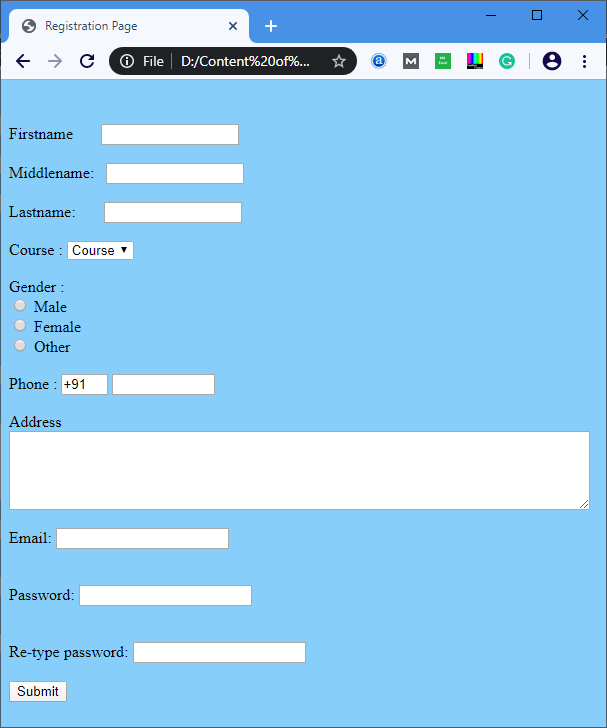 Registration Page
File D:/Content%20of%...
Firstname
Middlename:
Lastname:
Course : Course
Gender :
Male
Female
Other
Phone : +91
Address
Email:
Password:
Re-type password:
Submit